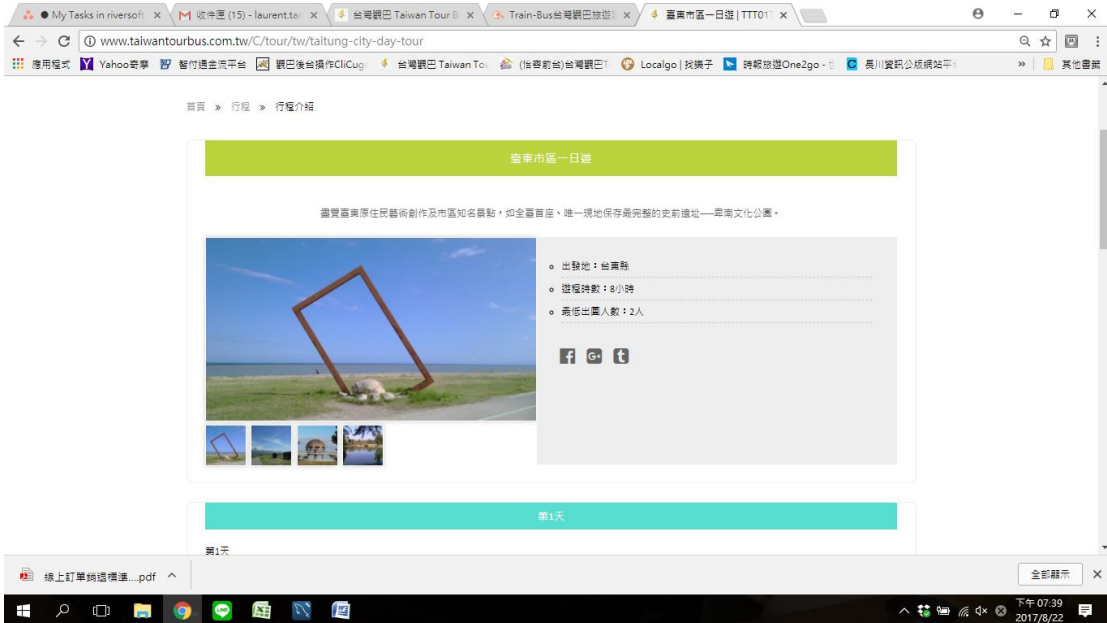 My Tasks in riversoft
收件匣 (15) - laurent.tar
台灣觀巴 Taiwan Tour B
Train-Bus台灣觀巴旅遊
臺東市區一日遊 | TTT01
www.taiwantourbus.com.tw/C/tour/tw/taitung-city-day-tour
應用程式
Yahoo奇摩
智付通金流平台
觀巴後台操作CliCug
台灣觀巴 Taiwan Tou
(怡容前台)台灣觀巴T
Localgo | 找樂子
時報旅遊One2go -
長川資訊公版網站平
»
其他書籤
首頁 » 行程 » 行程介紹
臺東市區一日遊
盡覽臺東原住民藝術創作及市區知名景點,如全臺首座、唯一現地保存最完整的史前遺址──卑南文化公園。
出發地:台東縣
遊程時數:8小時
最低出團人數:2人
第1天
第1天
線上訂單銷退標準....pdf
全部顯示
下午 07:39
2017/8/22